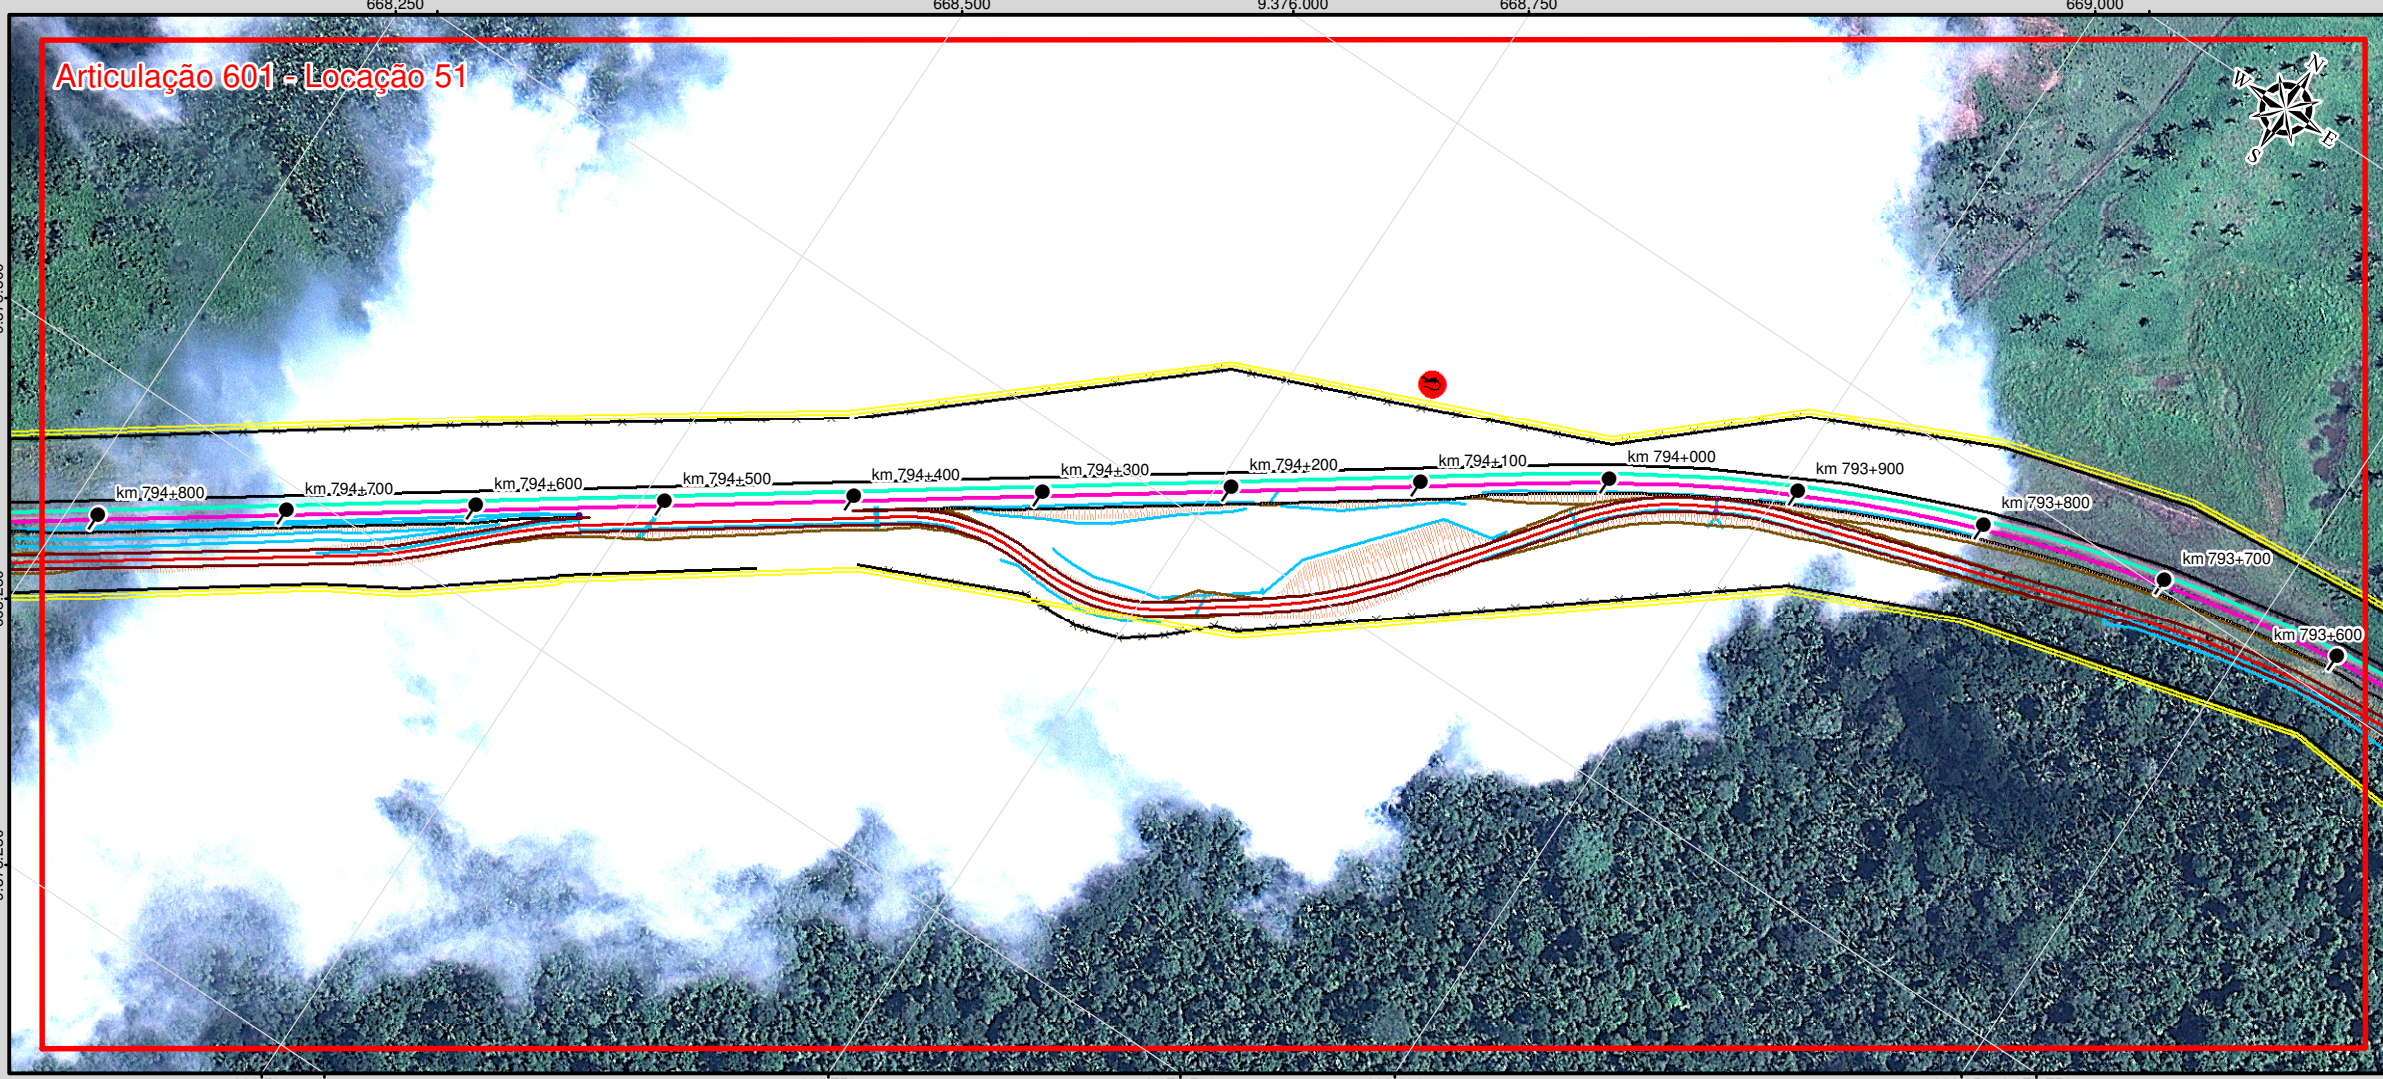 668.250
668.500
9.376.000
668.750
669.000
Articulação 601 - Locação 51
N
W
E
S
km 794+800
km 794+700
km 794+600
km 794+500
km 794+400
km 794+300
km 794+200
km 794+100
km 794+000
km 793+900
km 793+800
km 793+700
km 793+600